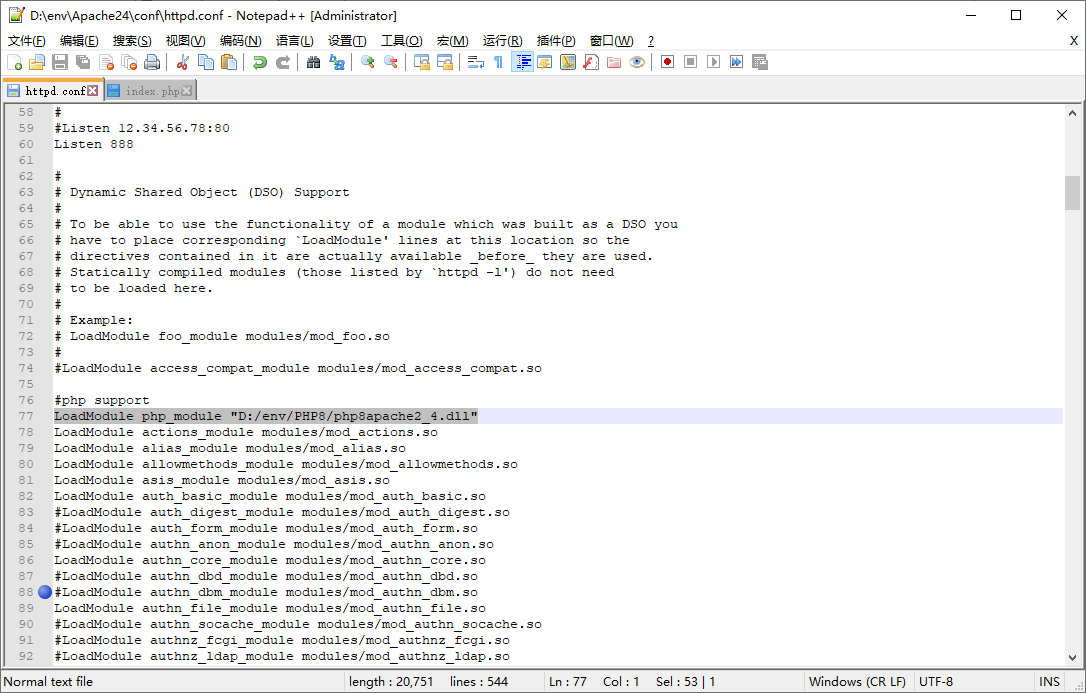 D:\env\Apache24\conf\httpd.conf - Notepad++ [Administrator]
文件(F) 编辑(E) 搜索(S) 视图(V) 编码(N) 语言(L) 设置(T) 工具(O) 宏(M) 运行(R) 插件(P) 窗口(W) ? X
httpd.conf index.php
58 #
59 #Listen 12.34.56.78:80
60 Listen 888
61
62 #
63 # Dynamic Shared Object (DSO) Support
64 #
65 # To be able to use the functionality of a module which was built as a DSO you
66 # have to place corresponding `LoadModule' lines at this location so the
67 # directives contained in it are actually available _before_ they are used.
68 # Statically compiled modules (those listed by `httpd -l') do not need
69 # to be loaded here.
70 #
71 # Example:
72 # LoadModule foo_module modules/mod_foo.so
73 #
74 #LoadModule access_compat_module modules/mod_access_compat.so
75
76 #php support
77 LoadModule php_module "D:/env/PHP8/php8apache2_4.dll"
78 LoadModule actions_module modules/mod_actions.so
79 LoadModule alias_module modules/mod_alias.so
80 LoadModule allowmethods_module modules/mod_allowmethods.so
81 LoadModule asis_module modules/mod_asis.so
82 LoadModule auth_basic_module modules/mod_auth_basic.so
83 #LoadModule auth_digest_module modules/mod_auth_digest.so
84 #LoadModule auth_form_module modules/mod_auth_form.so
85 #LoadModule authn_anon_module modules/mod_authn_anon.so
86 LoadModule authn_core_module modules/mod_authn_core.so
87 #LoadModule authn_dbd_module modules/mod_authn_dbd.so
88 #LoadModule authn_dbm_module modules/mod_authn_dbm.so
89 LoadModule authn_file_module modules/mod_authn_file.so
90 #LoadModule authn_socache_module modules/mod_authn_socache.so
91 #LoadModule authnz_fcgi_module modules/mod_authnz_fcgi.so
92 #LoadModule authnz_ldap_module modules/mod_authnz_ldap.so
Normal text file length : 20,751 lines : 544 Ln : 77 Col : 1 Sel : 53 | 1 Windows (CR LF) UTF-8 INS